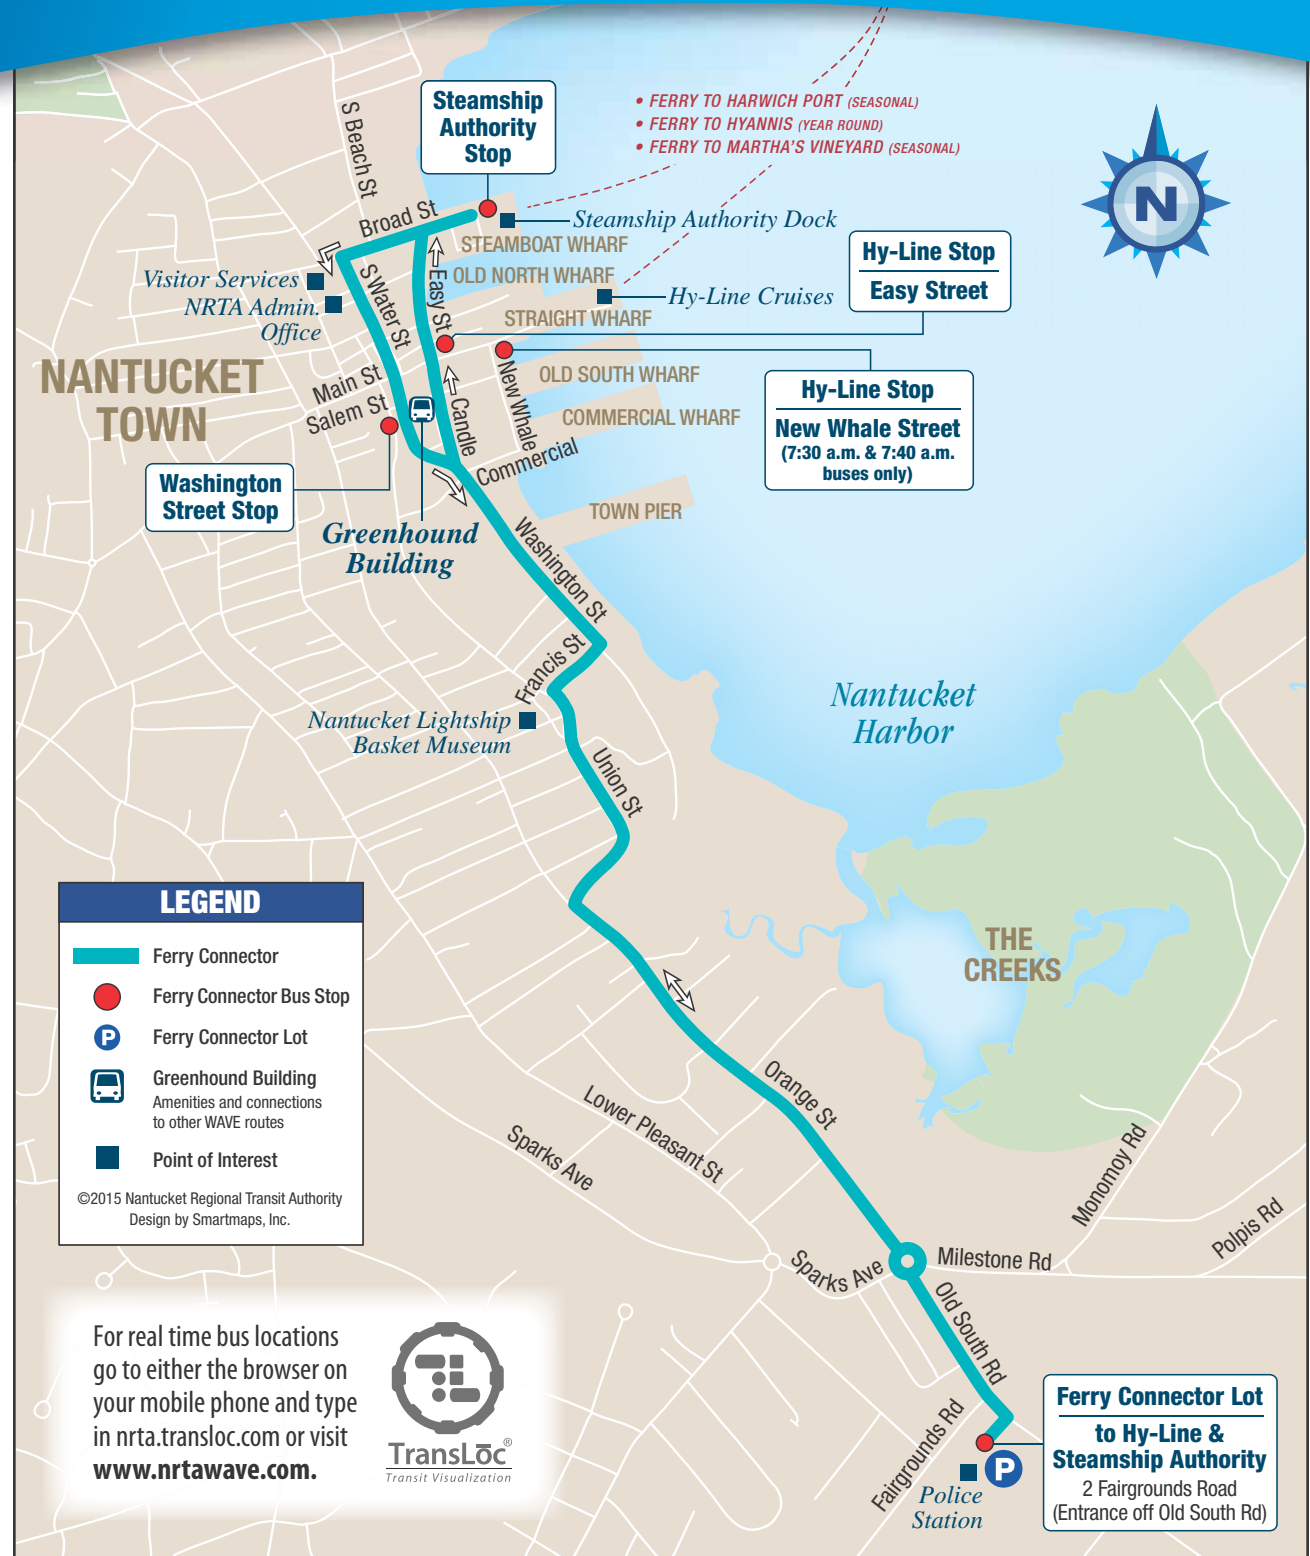 Steamship
Authority
Stop
• FERRY TO HARWICH PORT (SEASONAL)
• FERRY TO HYANNIS (YEAR ROUND)
• FERRY TO MARTHA'S VINEYARD (SEASONAL)
N
S Beach St
Broad St
Steamship Authority Dock
STEAMBOAT WHARF
Hy-Line Stop
Easy Street
Visitor Services
NRTA Admin.
Office
S Water St
Easy St
OLD NORTH WHARF
Hy-Line Cruises
STRAIGHT WHARF
NANTUCKET
TOWN
Main St
Salem St
Candle
New Whale
OLD SOUTH WHARF
COMMERCIAL WHARF
Commercial
Hy-Line Stop
New Whale Street
(7:30 a.m. & 7:40 a.m.
buses only)
Washington
Street Stop
Greenhound
Building
TOWN PIER
Washington St
Francis St
Nantucket Lightship
Basket Museum
Nantucket
Harbor
Union St
THE
CREEKS
LEGEND
Ferry Connector
Ferry Connector Bus Stop
P
Ferry Connector Lot
Greenhound Building
Amenities and connections
to other WAVE routes
Point of Interest
©2015 Nantucket Regional Transit Authority
Design by Smartmaps, Inc.
Orange St
Lower Pleasant St
Sparks Ave
Monomoy Rd
Polpis Rd
Sparks Ave
Milestone Rd
Old South Rd
Fairgrounds Rd
For real time bus locations
go to either the browser on
your mobile phone and type
in nrta.transloc.com or visit
www.nrtawave.com.
TransLōc®
Transit Visualization
P
Police
Station
Ferry Connector Lot
to Hy-Line &
Steamship Authority
2 Fairgrounds Road
(Entrance off Old South Rd)